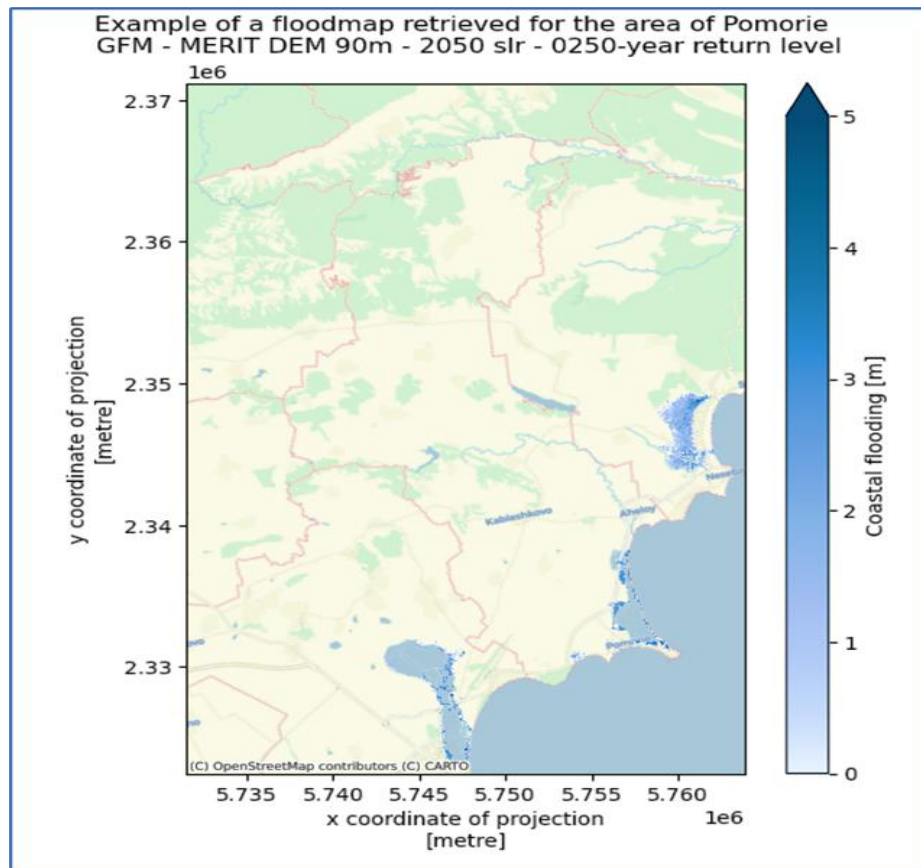 Example of a floodmap retrieved for the area of Pomorie
GFM - MERIT DEM 90m - 2050 slr - 0250-year return level
1e6
2.37
2.36
2.35
2.34
2.33
y coordinate of projection
[metre]
Kableshkovo
Aheloy
(C) OpenStreetMap contributors (C) CARTO
5.735
5.740
5.745
5.750
5.755
5.760
x coordinate of projection
[metre]
1e6
5
4
3
2
1
0
Coastal flooding [m]